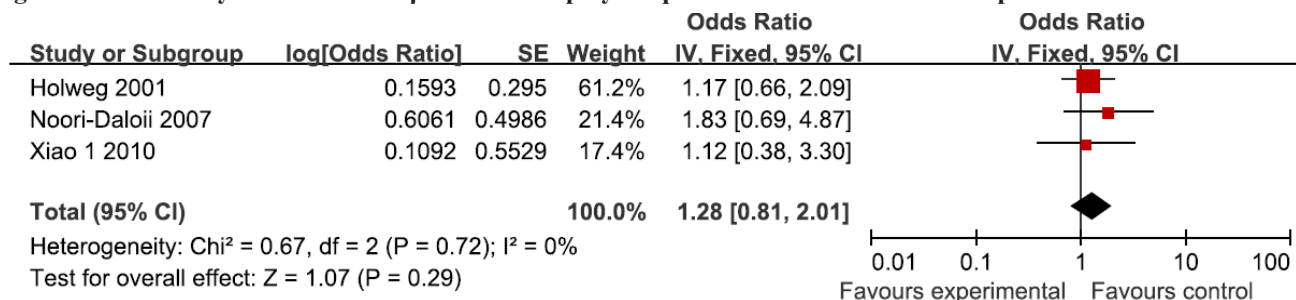 Odds Ratio Odds Ratio
Study or Subgroup log[Odds Ratio] SE Weight IV, Fixed, 95% CI IV, Fixed, 95% CI
Holweg 2001 0.1593 0.295 61.2% 1.17 [0.66, 2.09]
Noori-Daloii 2007 0.6061 0.4986 21.4% 1.83 [0.69, 4.87]
Xiao 1 2010 0.1092 0.5529 17.4% 1.12 [0.38, 3.30]
Total (95% CI) 100.0% 1.28 [0.81, 2.01]
Heterogeneity: Chi² = 0.67, df = 2 (P = 0.72); I² = 0%
Test for overall effect: Z = 1.07 (P = 0.29)
0.01 0.1 1 10 100
Favours experimental Favours control